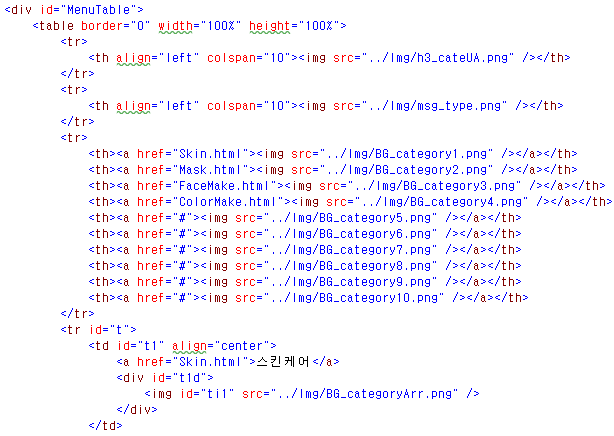 <div id="MenuTable">
<table border="0" width="100%" height="100%">
<tr>
<th align="left" colspan="10"><img src="../Img/h3_cateUA.png" /></th>
</tr>
<tr>
<th align="left" colspan="10"><img src="../Img/msg_type.png" /></th>
</tr>
<tr>
<th><a href="Skin.html"><img src="../Img/BG_category1.png" /></a></th>
<th><a href="Mask.html"><img src="../Img/BG_category2.png" /></a></th>
<th><a href="FaceMake.html"><img src="../Img/BG_category3.png" /></a></th>
<th><a href="ColorMake.html"><img src="../Img/BG_category4.png" /></a></th>
<th><a href="#"><img src="../Img/BG_category5.png" /></a></th>
<th><a href="#"><img src="../Img/BG_category6.png" /></a></th>
<th><a href="#"><img src="../Img/BG_category7.png" /></a></th>
<th><a href="#"><img src="../Img/BG_category8.png" /></a></th>
<th><a href="#"><img src="../Img/BG_category9.png" /></a></th>
<th><a href="#"><img src="../Img/BG_category10.png" /></a></th>
</tr>
<tr id="t">
<td id="t1" align="center">
<a href="Skin.html">스킨케어</a>
<div id="t1d">
<img id="ti1" src="../Img/BG_categoryArr.png" />
</div>
</td>